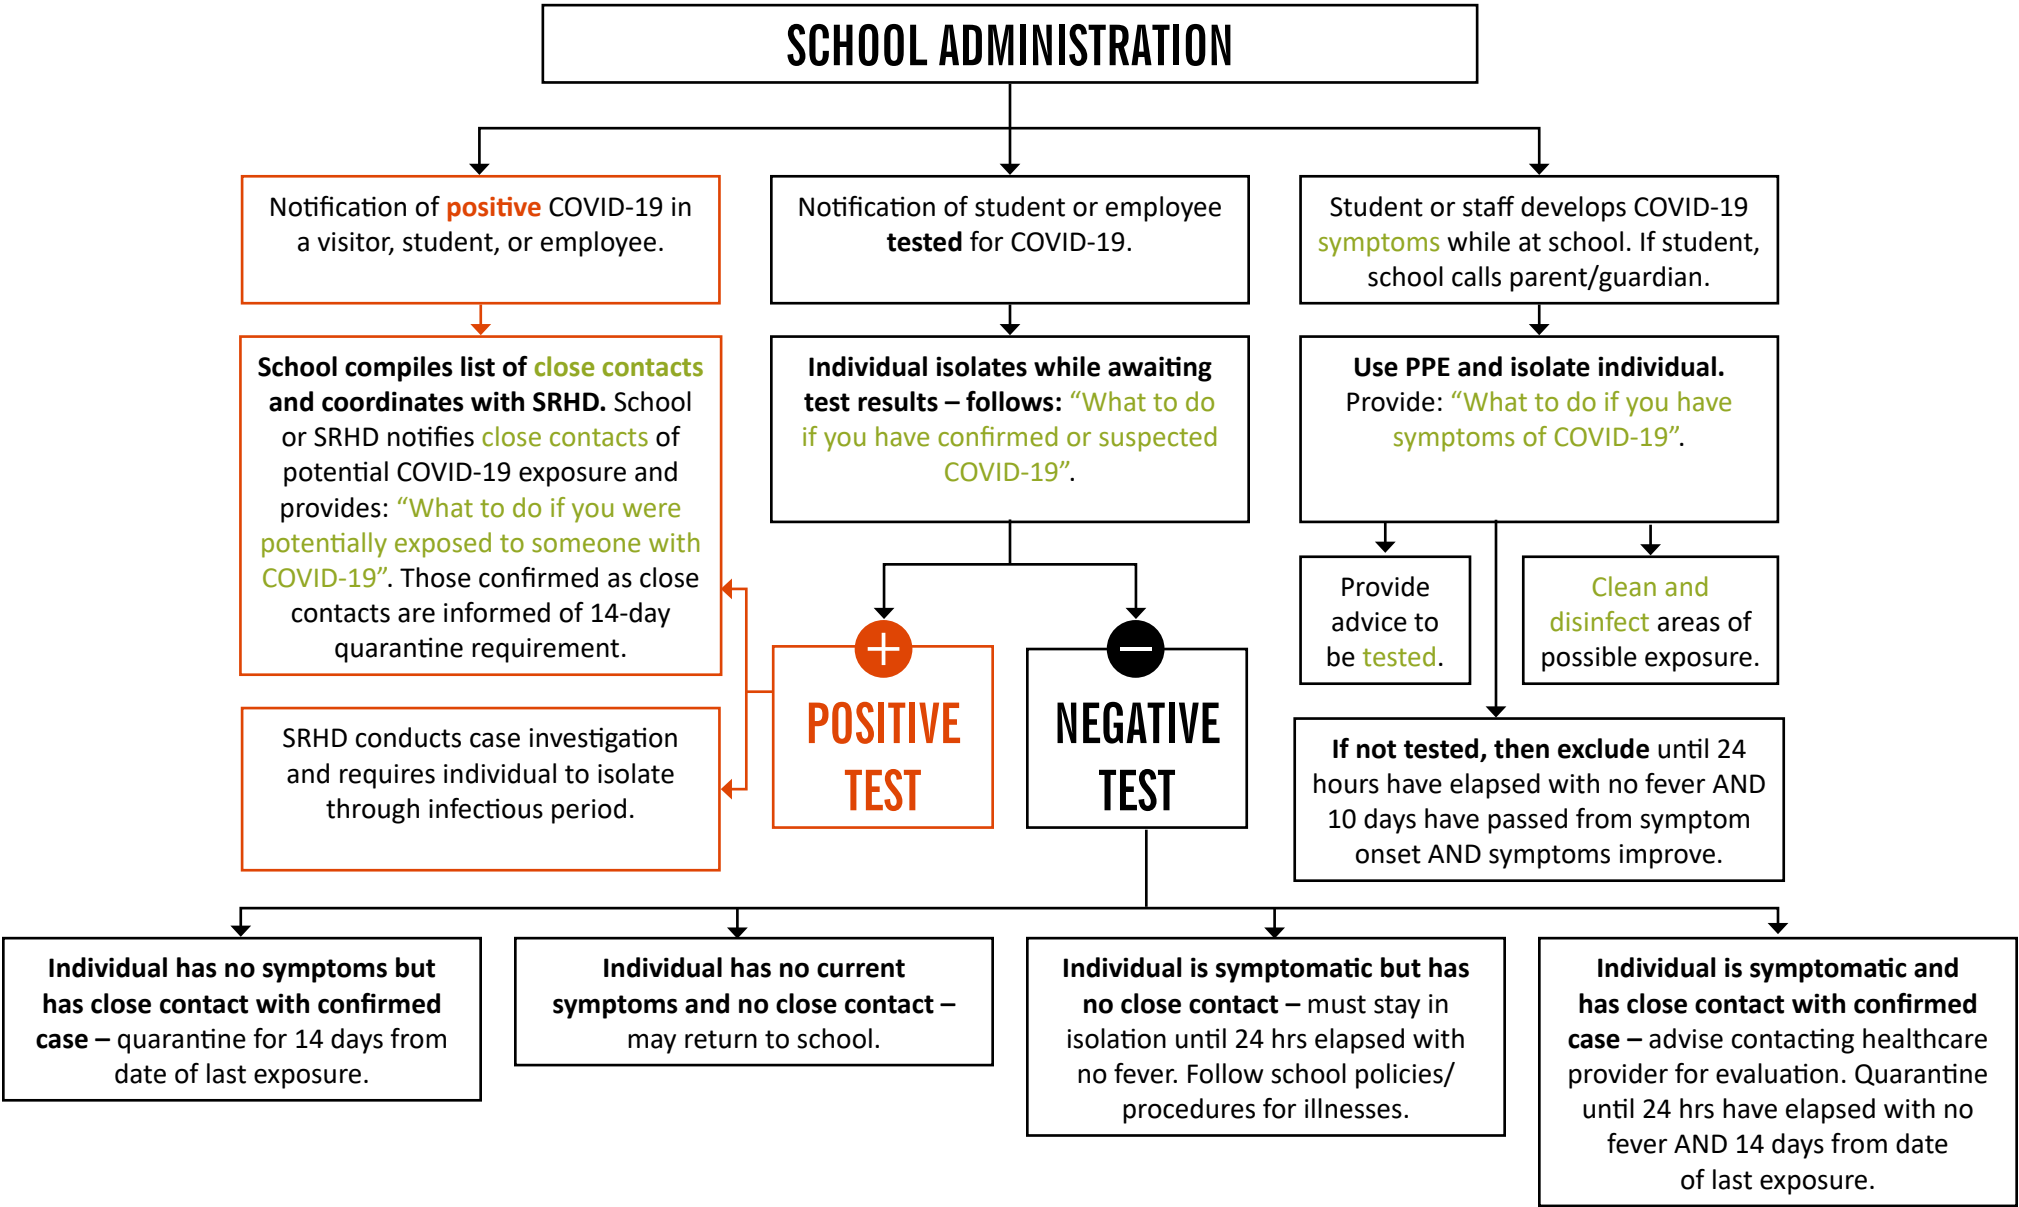 SCHOOL ADMINISTRATION
Notification of positive COVID-19 in
a visitor, student, or employee.
Notification of student or employee
tested for COVID-19.
Student or staff develops COVID-19
symptoms while at school. If student,
school calls parent/guardian.
School compiles list of close contacts
and coordinates with SRHD. School
or SRHD notifies close contacts of
potential COVID-19 exposure and
provides: “What to do if you were
potentially exposed to someone with
COVID-19”. Those confirmed as close
contacts are informed of 14-day
quarantine requirement.
Individual isolates while awaiting
test results – follows: “What to do
if you have confirmed or suspected
COVID-19”.
Use PPE and isolate individual.
Provide: “What to do if you have
symptoms of COVID-19”.
Provide
advice to
be tested.
Clean and
disinfect areas of
possible exposure.
SRHD conducts case investigation
and requires individual to isolate
through infectious period.
+
POSITIVE
TEST
–
NEGATIVE
TEST
If not tested, then exclude until 24
hours have elapsed with no fever AND
10 days have passed from symptom
onset AND symptoms improve.
Individual has no symptoms but
has close contact with confirmed
case – quarantine for 14 days from
date of last exposure.
Individual has no current
symptoms and no close contact –
may return to school.
Individual is symptomatic but has
no close contact – must stay in
isolation until 24 hrs elapsed with
no fever. Follow school policies/
procedures for illnesses.
Individual is symptomatic and
has close contact with confirmed
case – advise contacting healthcare
provider for evaluation. Quarantine
until 24 hrs have elapsed with no
fever AND 14 days from date
of last exposure.